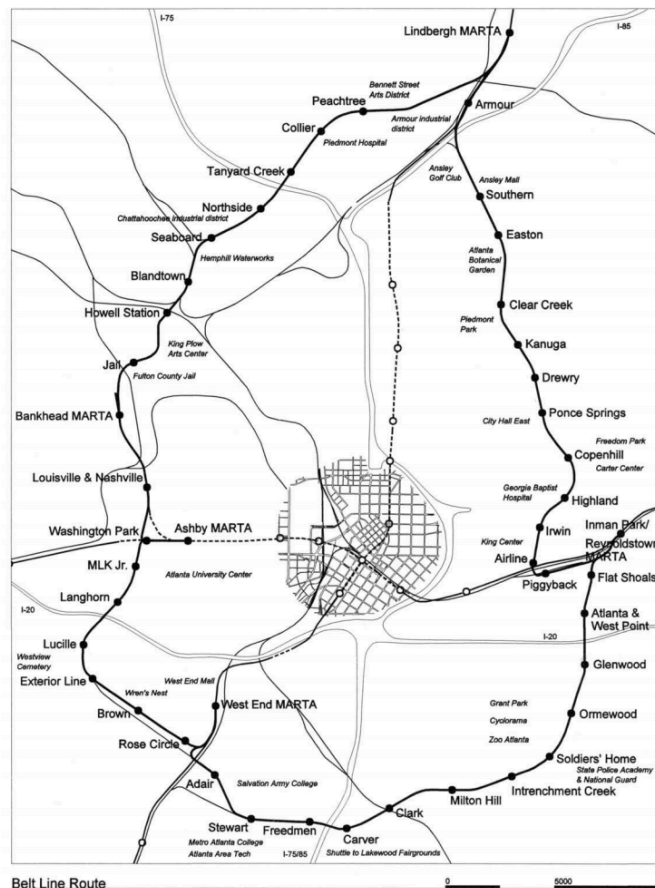 I-75
Lindbergh MARTA
I-85
Bennett Street
Arts District
Peachtree
Armour
Armour industrial
district
Collier
Piedmont Hospital
Tanyard Creek
Ansley
Golf Club
Ansley Mall
Southern
Northside
Chattahoochee industrial district
Seaboard
Easton
Hemphill Waterworks
Atlanta
Botanical
Garden
Blandtown
Clear Creek
Howell Station
Piedmont
Park
King Plow
Arts Center
Kanuga
Jail
Fulton County Jail
Drewry
Bankhead MARTA
City Hall East
Ponce Springs
Freedom Park
Copenhill
Carter Center
Louisville & Nashville
Georgia Baptist
Hospital
Highland
Washington Park
Ashby MARTA
Irwin
King Center
Inman Park/
Reynoldstown
MARTA
Airline
MLK Jr.
Atlanta University Center
Piggyback
Flat Shoals
Langhorn
I-20
Atlanta &
West Point
Lucille
I-20
Westview
Cemetery
Exterior Line
West End Mall
Glenwood
Wren's Nest
Brown
West End MARTA
Grant Park
Cyclorama
Zoo Atlanta
Ormewood
Rose Circle
Soldiers' Home
State Police Academy
& National Guard
Adair
Salvation Army College
Intrenchment Creek
Milton Hill
Clark
Stewart
Freedmen
Carver
Metro Atlanta College
Atlanta Area Tech
I-75/85
Shuttle to Lakewood Fairgrounds
Belt Line Route
0
5000